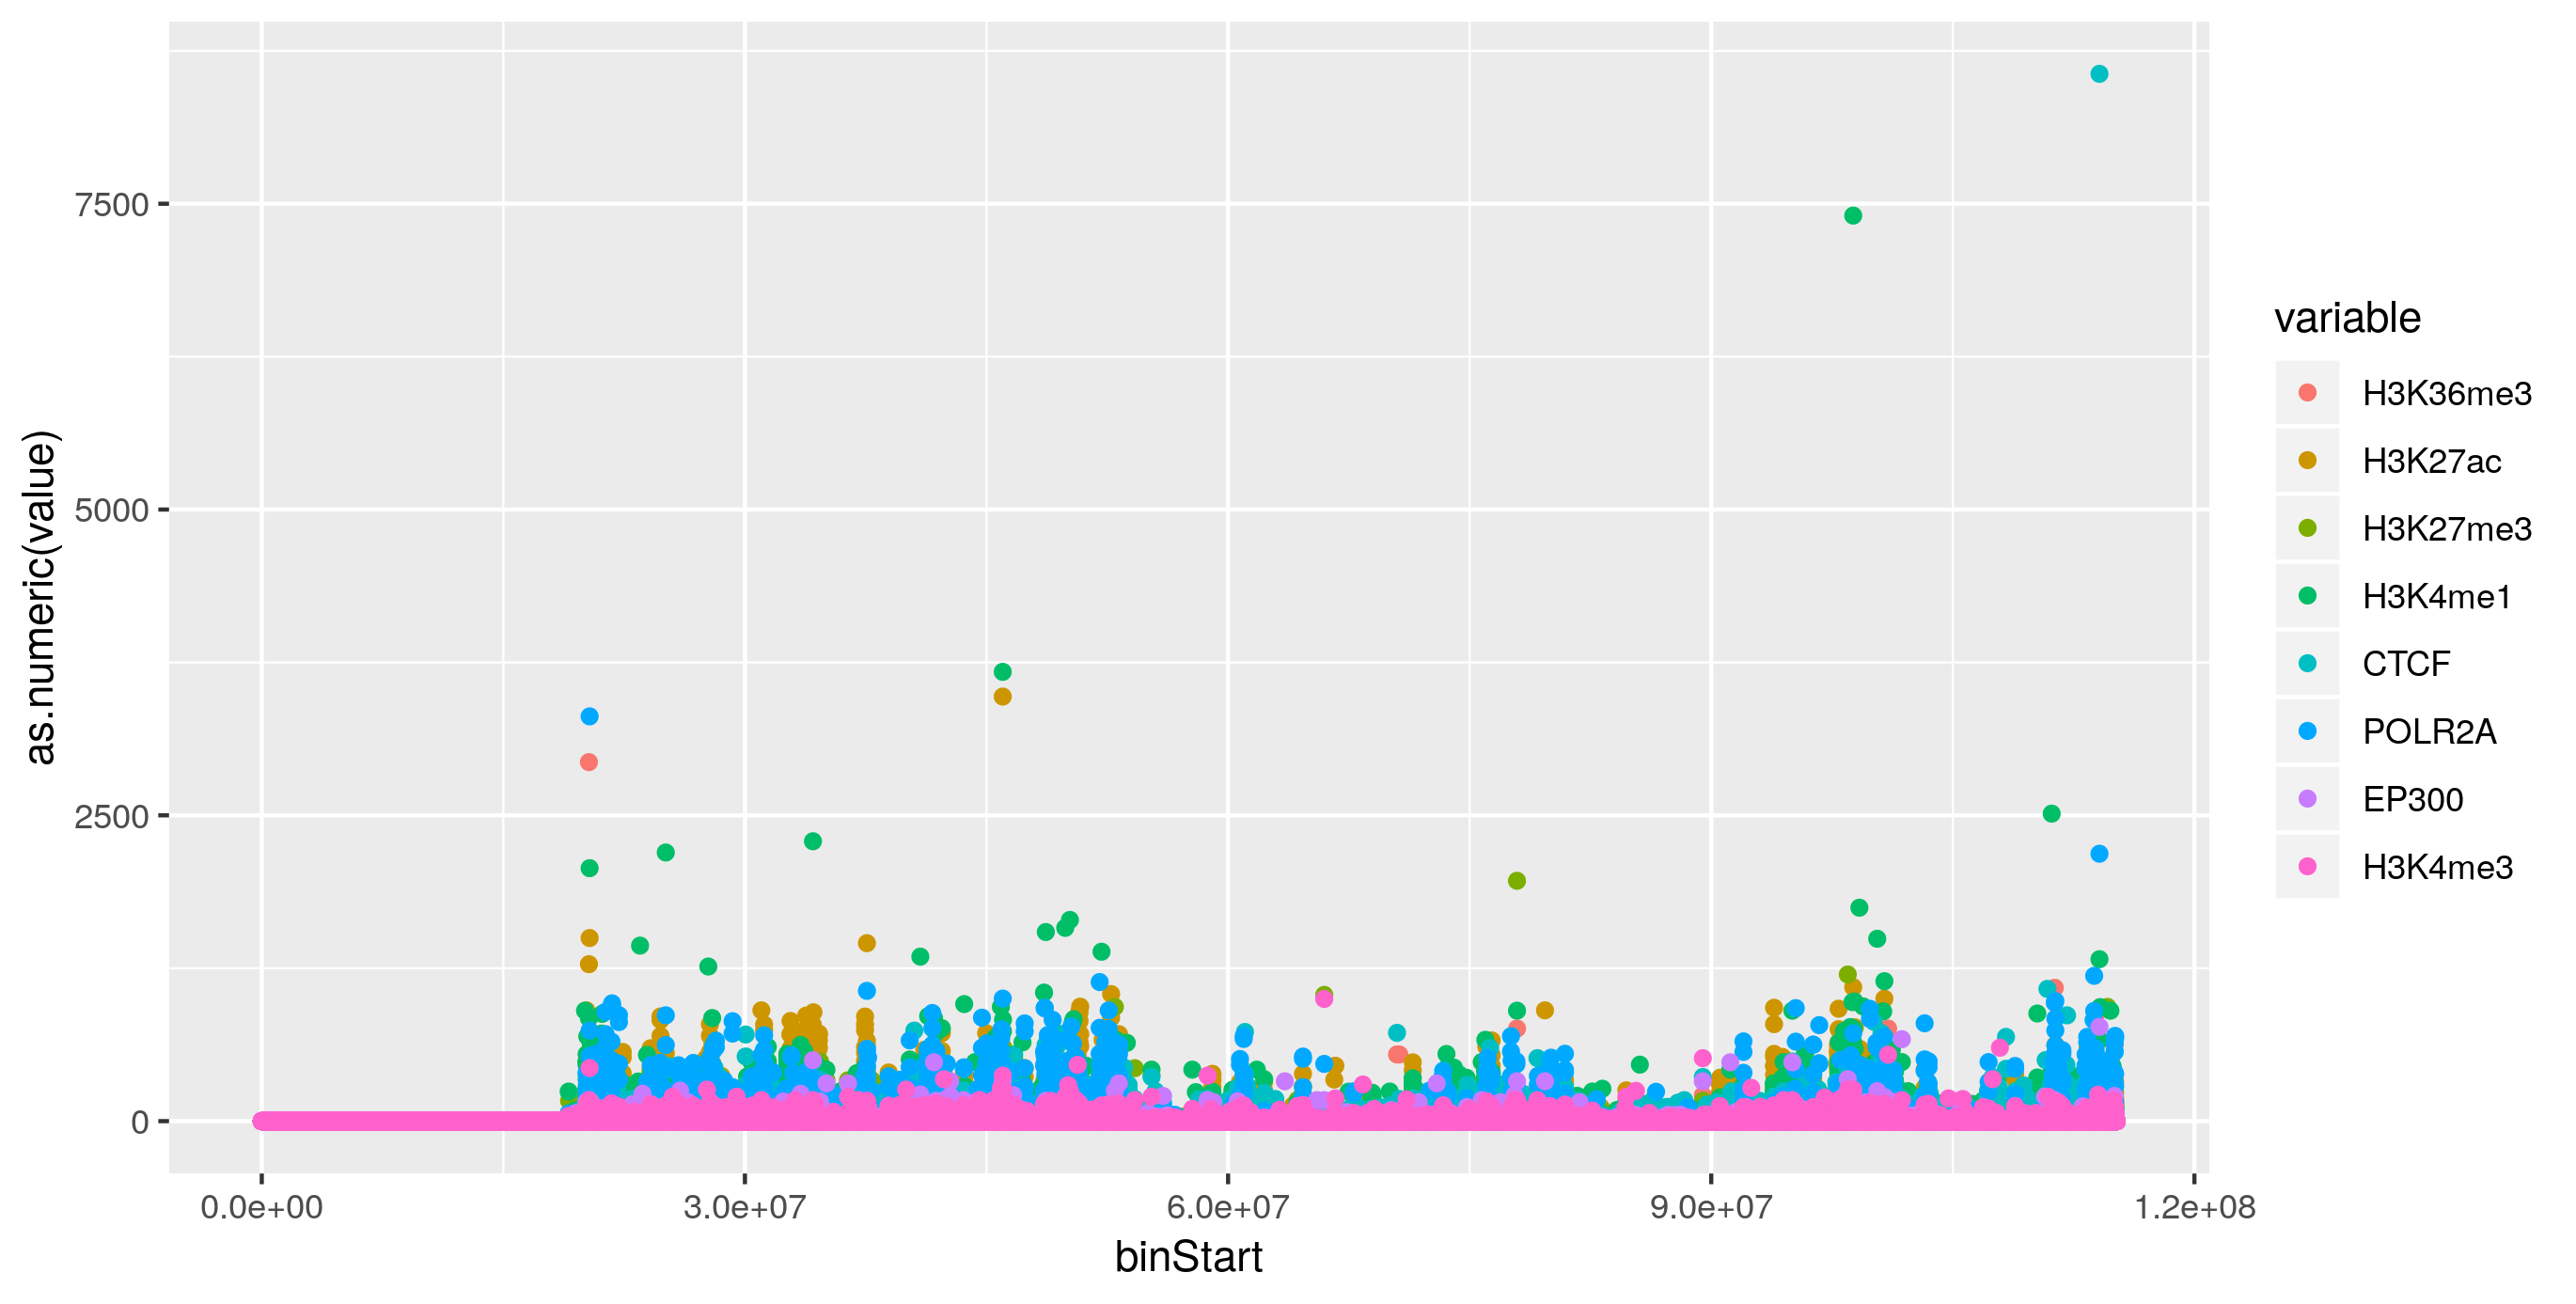 7500
5000
2500
0
as.numeric(value)
0.0e+00 3.0e+07 6.0e+07 9.0e+07 1.2e+08
binStart
variable
H3K36me3
H3K27ac
H3K27me3
H3K4me1
CTCF
POLR2A
EP300
H3K4me3